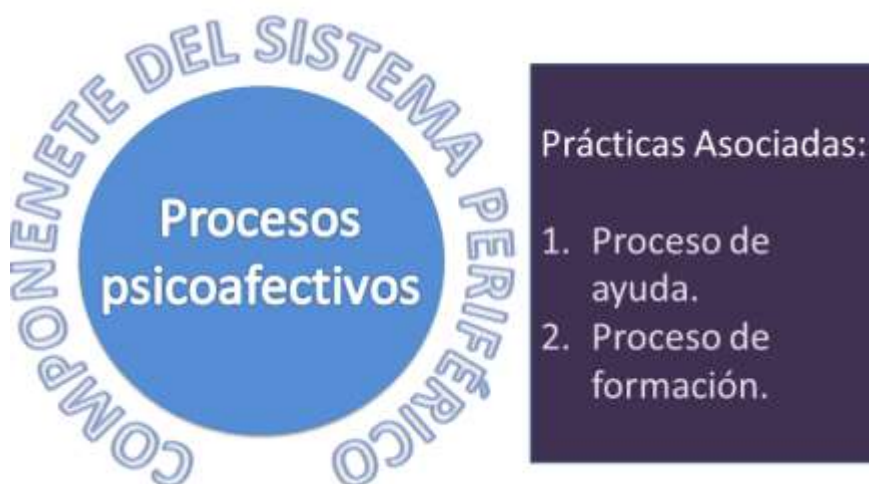 COMPONENETE DEL SISTEMA PERIFÉRICO
Procesos
psicoafectivos
Prácticas Asociadas:
1. Proceso de
ayuda.
2. Proceso de
formación.